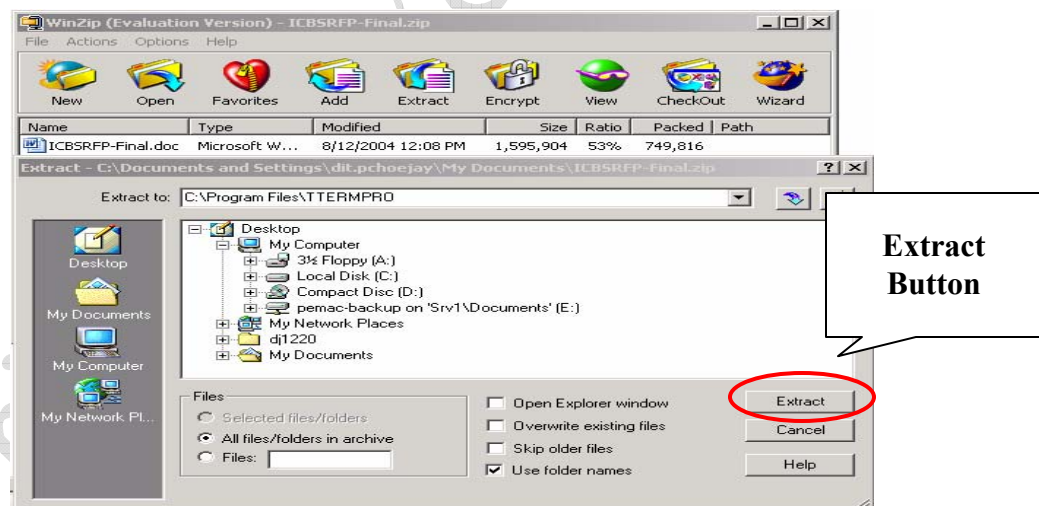 WinZip (Evaluation Version) - ICBSRFP-Final.zip
File Actions Options Help
New Open Favorites Add Extract Encrypt View CheckOut Wizard
Name Type Modified Size Ratio Packed Path
ICBSRFP-Final.doc Microsoft W... 8/12/2004 12:08 PM 1,595,904 53% 749,816
Extract - C:\Documents and Settings\dit.pchoejay\My Documents\ICBSRFP-Final.zip
Extract to: C:\Program Files\TTERMPRO
Desktop
My Documents
My Computer
My Network Pl...
Desktop
My Computer
3½ Floppy (A:)
Local Disk (C:)
Compact Disc (D:)
pemac-backup on 'Srv1\Documents' (E:)
My Network Places
dj1220
My Documents
Files
Selected files/folders
All files/folders in archive
Files:
Open Explorer window
Overwrite existing files
Skip older files
Use folder names
Extract
Cancel
Help
Extract
Button